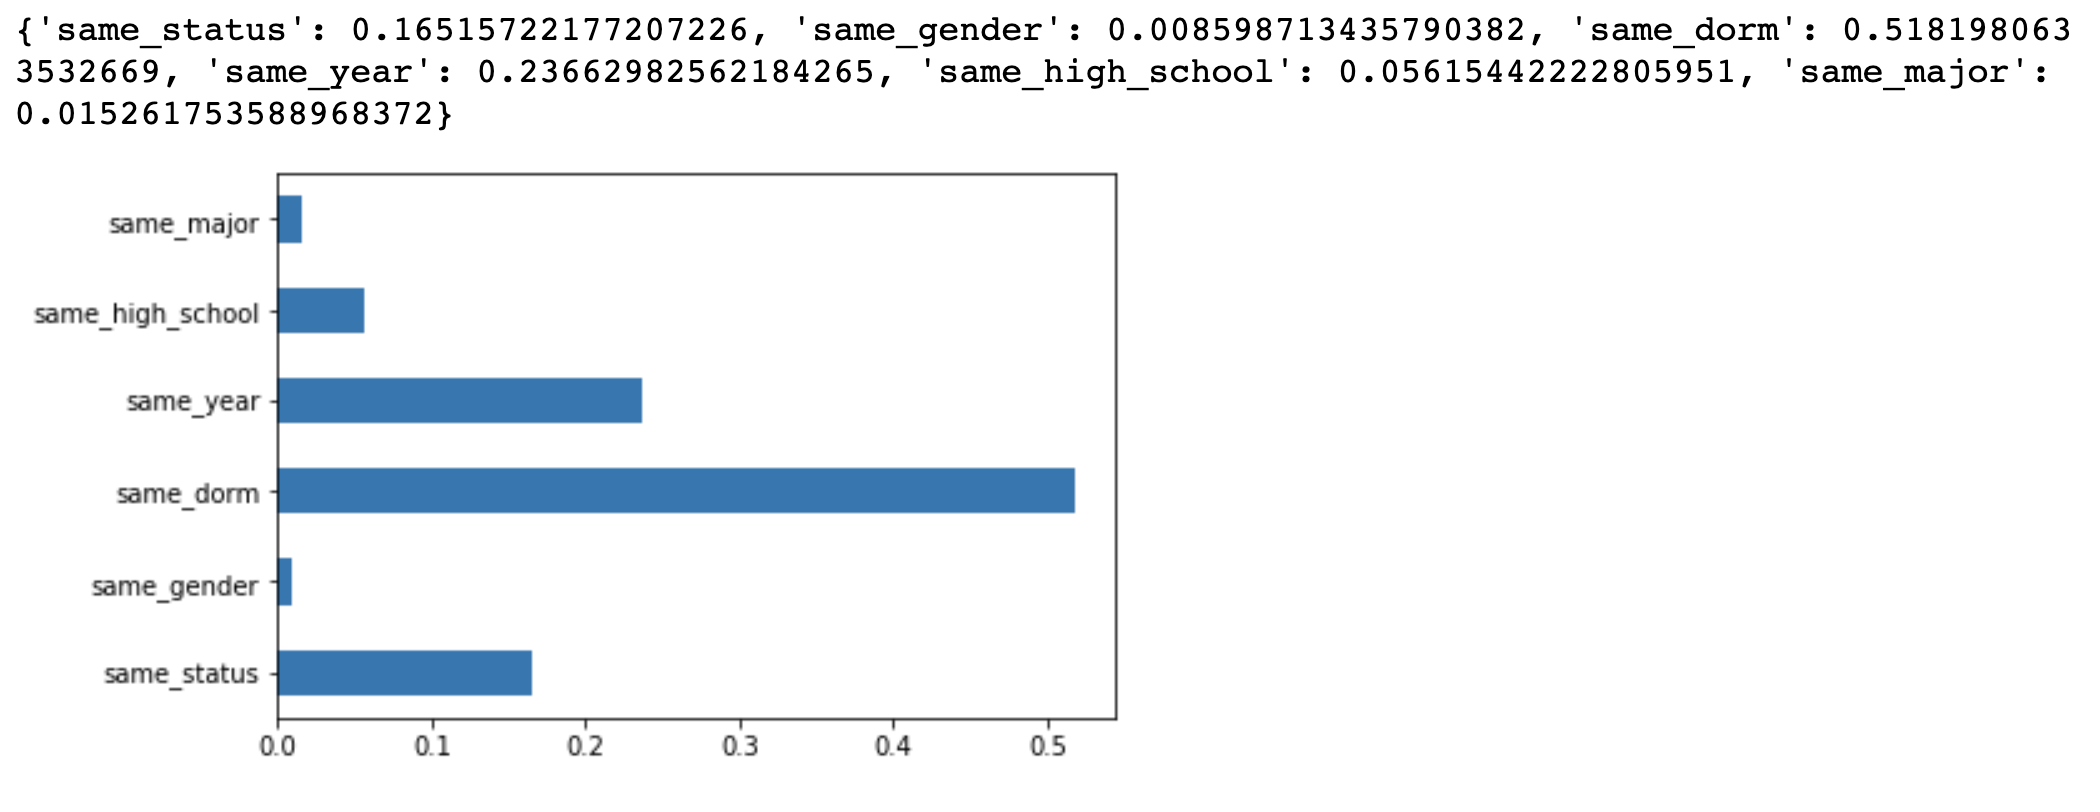 {'same_status': 0.16515722177207226, 'same_gender': 0.008598713435790382, 'same_dorm': 0.518198063
3532669, 'same_year': 0.23662982562184265, 'same_high_school': 0.05615442222805951, 'same_major':
0.015261753588968372}
same_major
same_high_school
same_year
same_dorm
same_gender
same_status
0.0 0.1 0.2 0.3 0.4 0.5